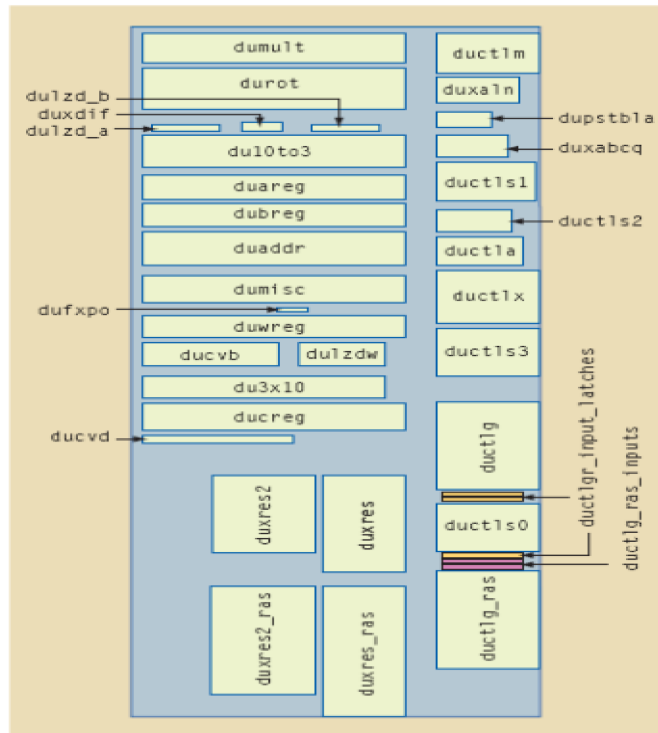 dumult
durot
dulzd_b
duxdif
dulzd_a
du10to3
duareg
dubreg
duaddr
dumisc
dufxpo
duwreg
ducvb
dulzdw
du3x10
ducreg
ducvd
duxres2
duxres
duxres2_ras
duxres_ras
ductlm
duxaln
dupstbla
duxabcq
ductls1
ductls2
ductla
ductlx
ductls3
ductlg
ductlgr_input_latches
ductlg_ras_inputs
ductls0
ductlg_ras